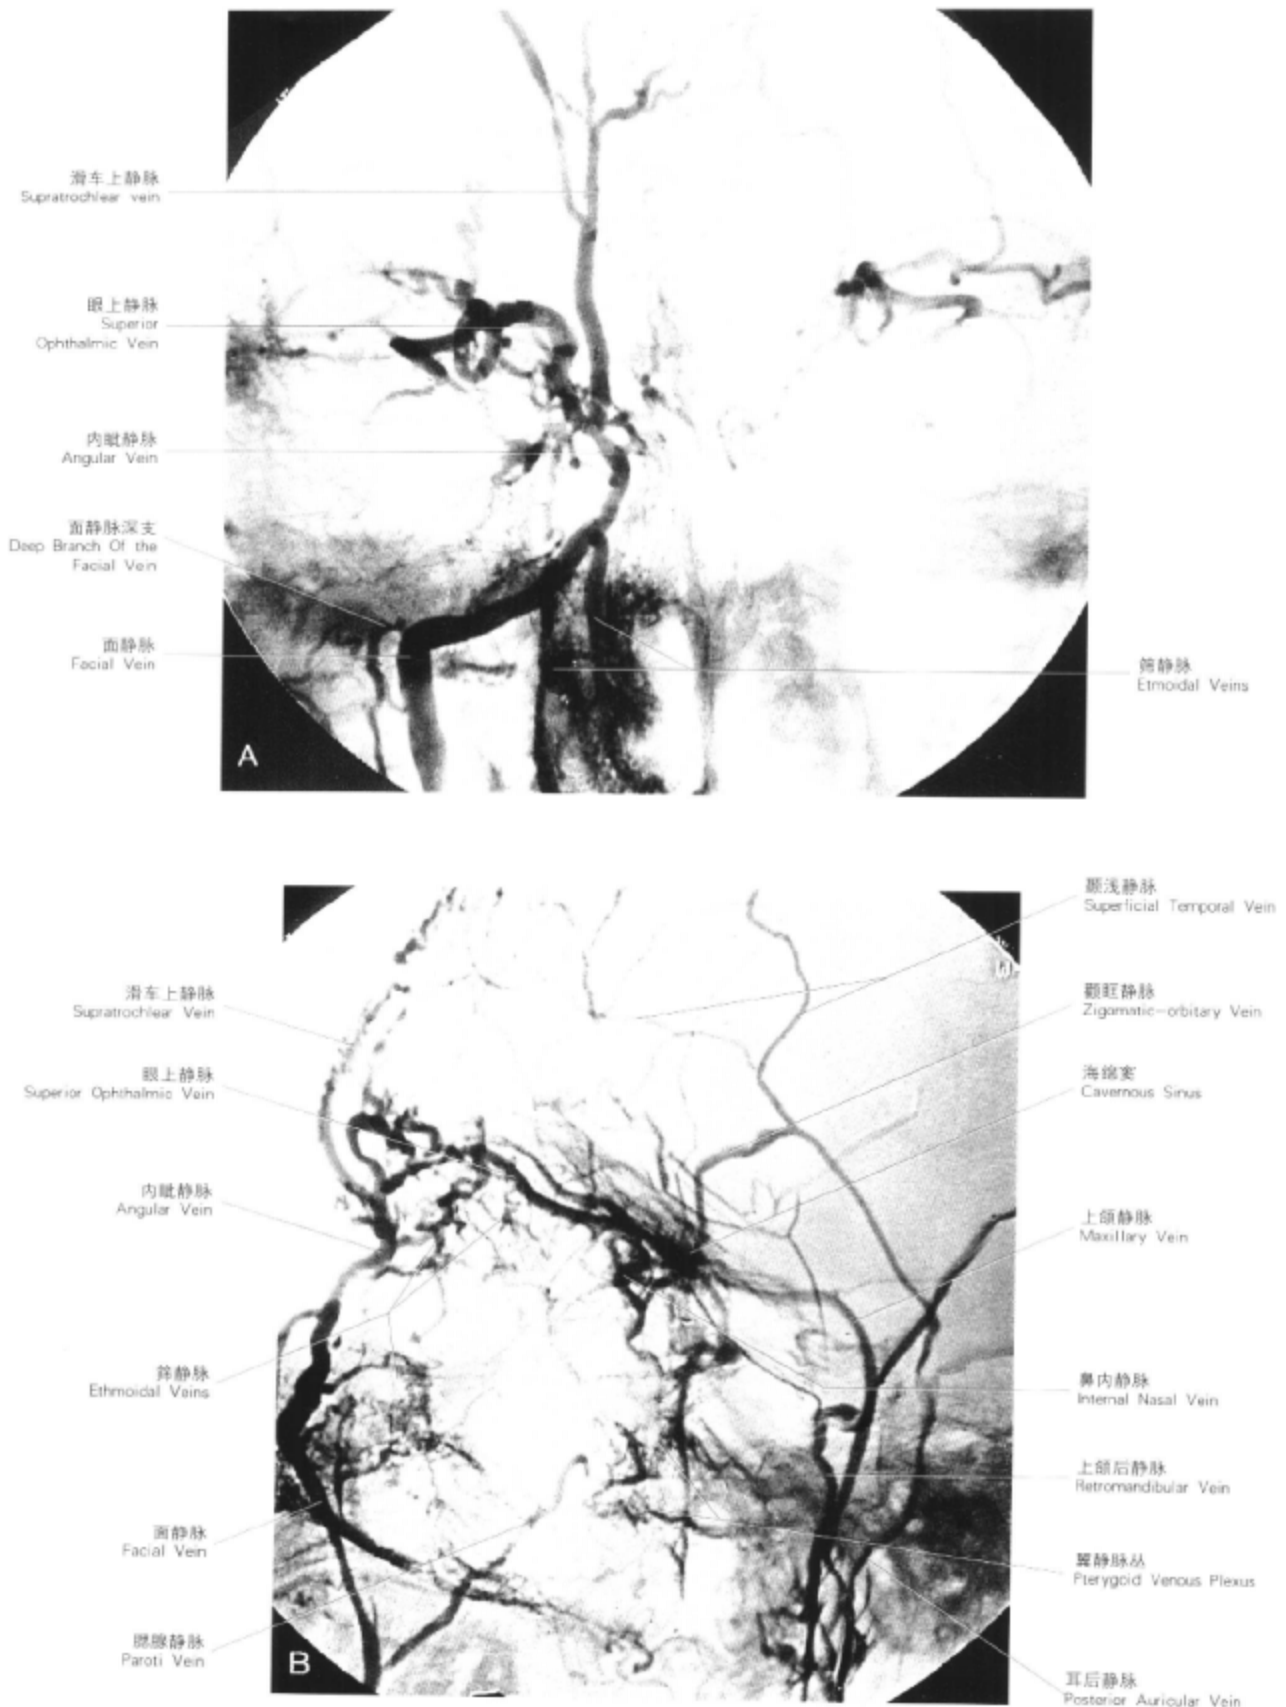 滑车上静脉
Supratrochlear vein
眼上静脉
Superior
Ophthalmic Vein
内眦静脉
Angular Vein
面静脉深支
Deep Branch Of the
Facial Vein
面静脉
Facial Vein
筛静脉
Etmoidal Veins
A
滑车上静脉
Supratrochlear Vein
眼上静脉
Superior Ophthalmic Vein
内眦静脉
Angular Vein
筛静脉
Ethmoidal Veins
面静脉
Facial Vein
腮腺静脉
Paroti Vein
颞浅静脉
Superficial Temporal Vein
颧眶静脉
Zigomatic-orbitary Vein
海绵窦
Cavernous Sinus
上颌静脉
Maxillary Vein
鼻内静脉
Internal Nasal Vein
上颌后静脉
Retromandibular Vein
翼静脉丛
Pterygoid Venous Plexus
耳后静脉
Posterior Auricular Vein
B